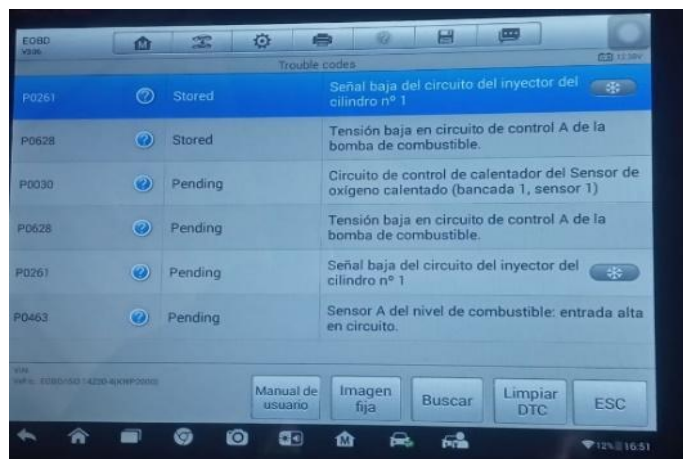 EOBD
Trouble codes
P0261 Stored Señal baja del circuito del inyector del
cilindro nº 1
P0628 Stored Tensión baja en circuito de control A de la
bomba de combustible.
P0030 Pending Circuito de control de calentador del Sensor de
oxígeno calentado (bancada 1, sensor 1)
P0628 Pending Tensión baja en circuito de control A de la
bomba de combustible.
P0261 Pending Señal baja del circuito del inyector del
cilindro nº 1
P0463 Pending Sensor A del nivel de combustible: entrada alta
en circuito.
Manual de
usuario
Imagen
fija
Buscar
Limpiar
DTC
ESC
12% 16:51